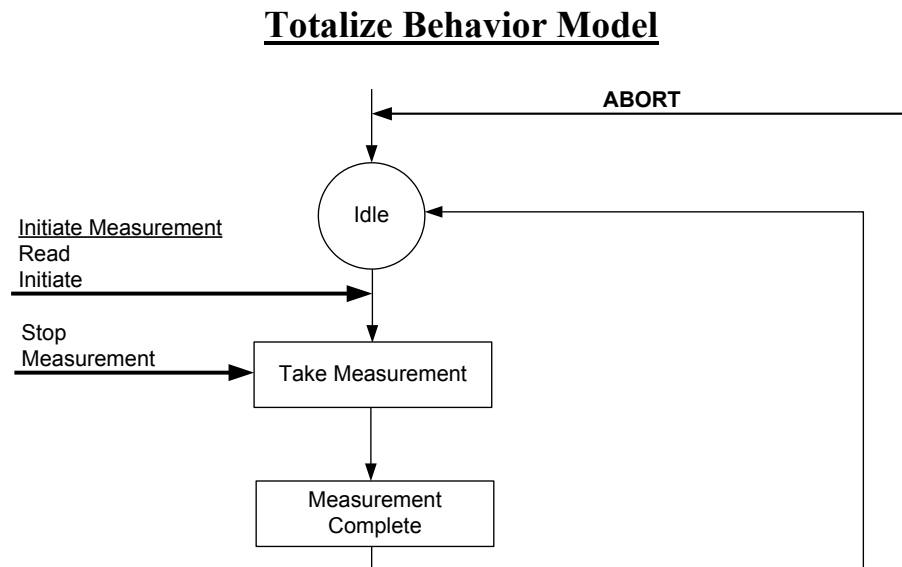 Totalize Behavior Model
ABORT
Idle
Initiate Measurement
Read
Initiate
Stop
Measurement
Take Measurement
Measurement
Complete